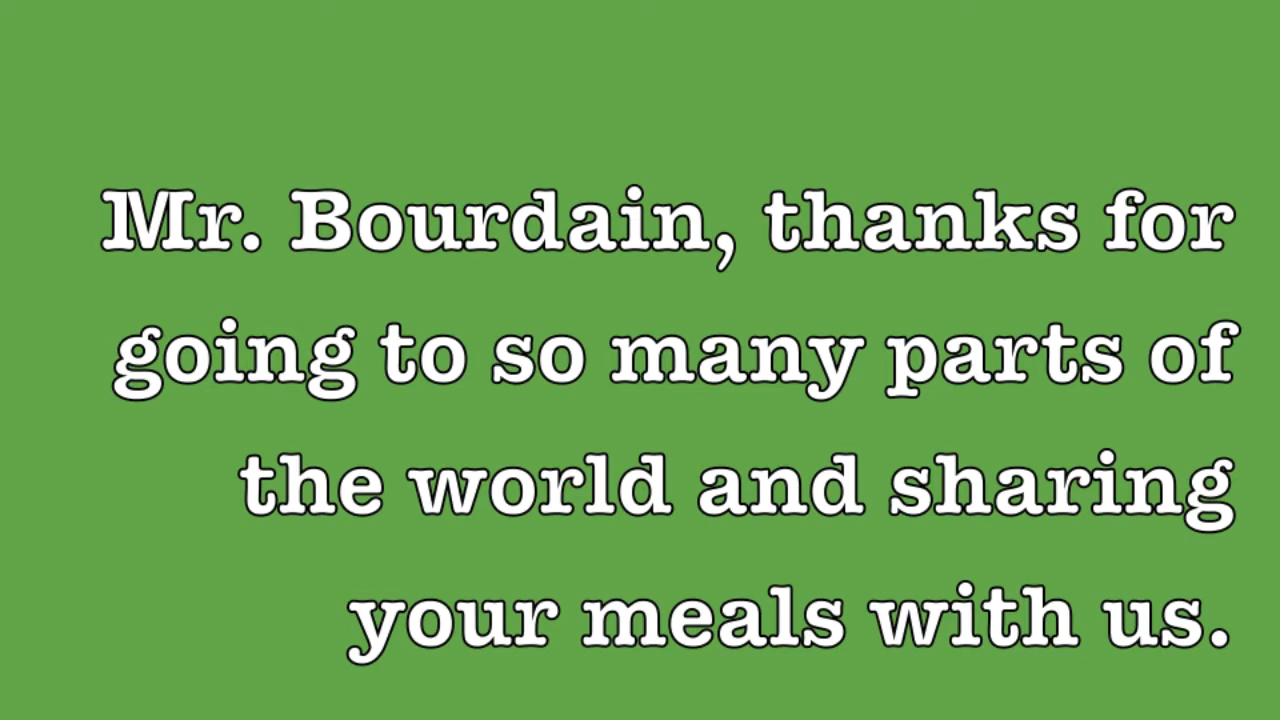 Mr. Bourdain, thanks for
going to so many parts of
the world and sharing
your meals with us.